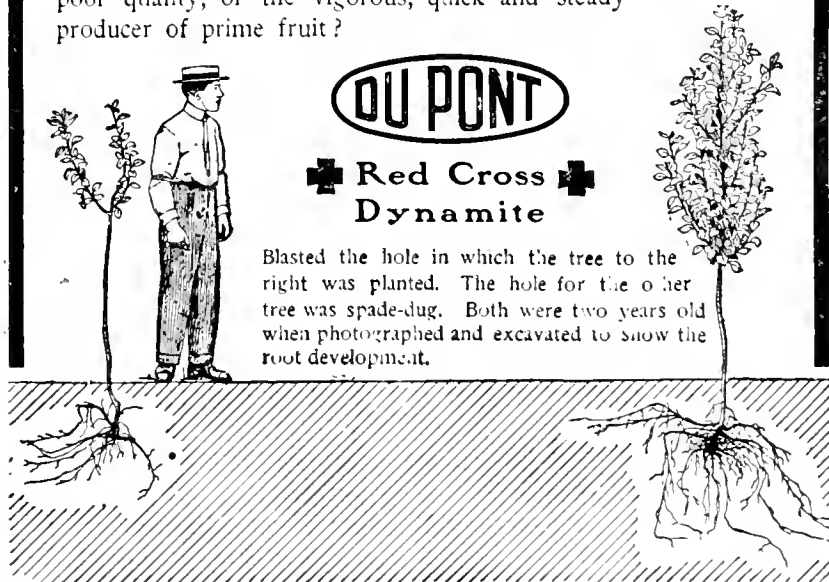 poor quality, or the vigorous, quick and steady
producer of prime fruit?
DU PONT
Red Cross
Dynamite
Blasted the hole in which the tree to the
right was planted. The hole for the o her
tree was spade-dug. Both were two years old
when photographed and excavated to show the
root development.